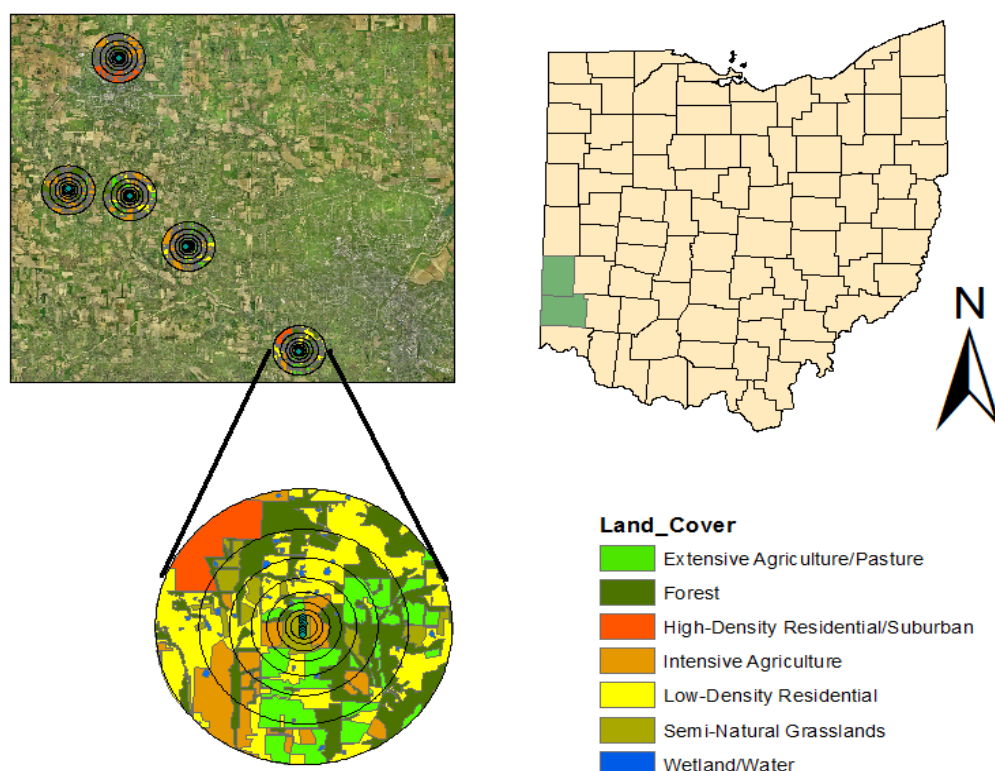 N
Land_Cover
Extensive Agriculture/Pasture
Forest
High-Density Residential/Suburban
Intensive Agriculture
Low-Density Residential
Semi-Natural Grasslands
Wetland/Water